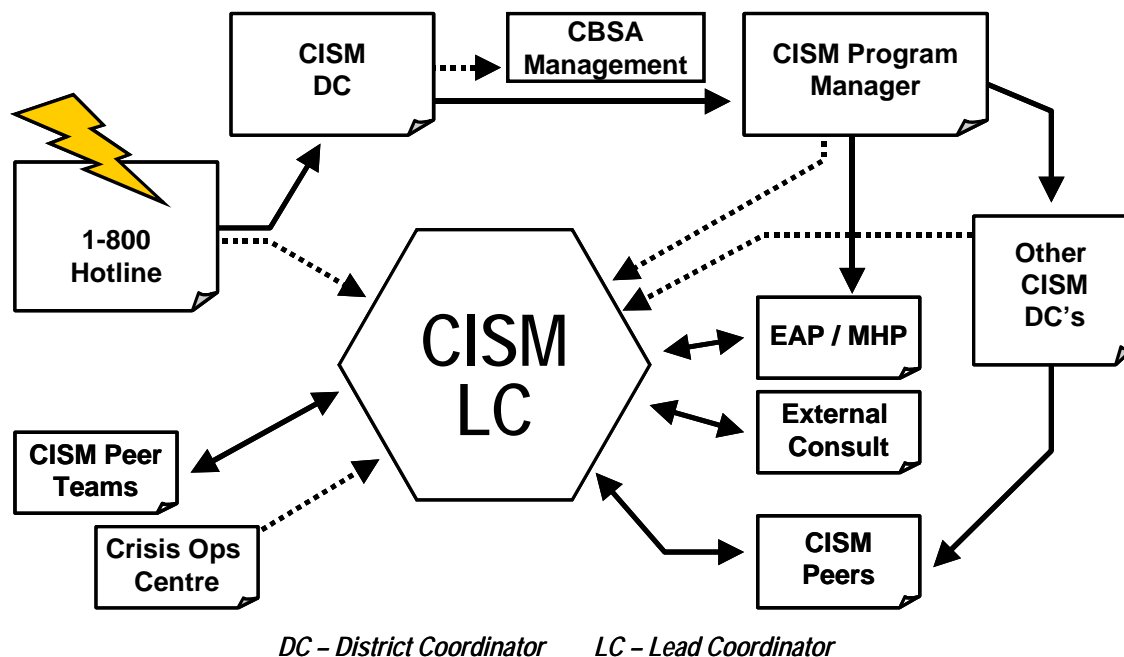 CISM
DC
CBSA
Management
CISM Program
Manager
1-800
Hotline
Other
CISM
DC's
CISM
LC
EAP / MHP
External
Consult
CISM Peer
Teams
Crisis Ops
Centre
CISM
Peers
DC – District Coordinator LC – Lead Coordinator